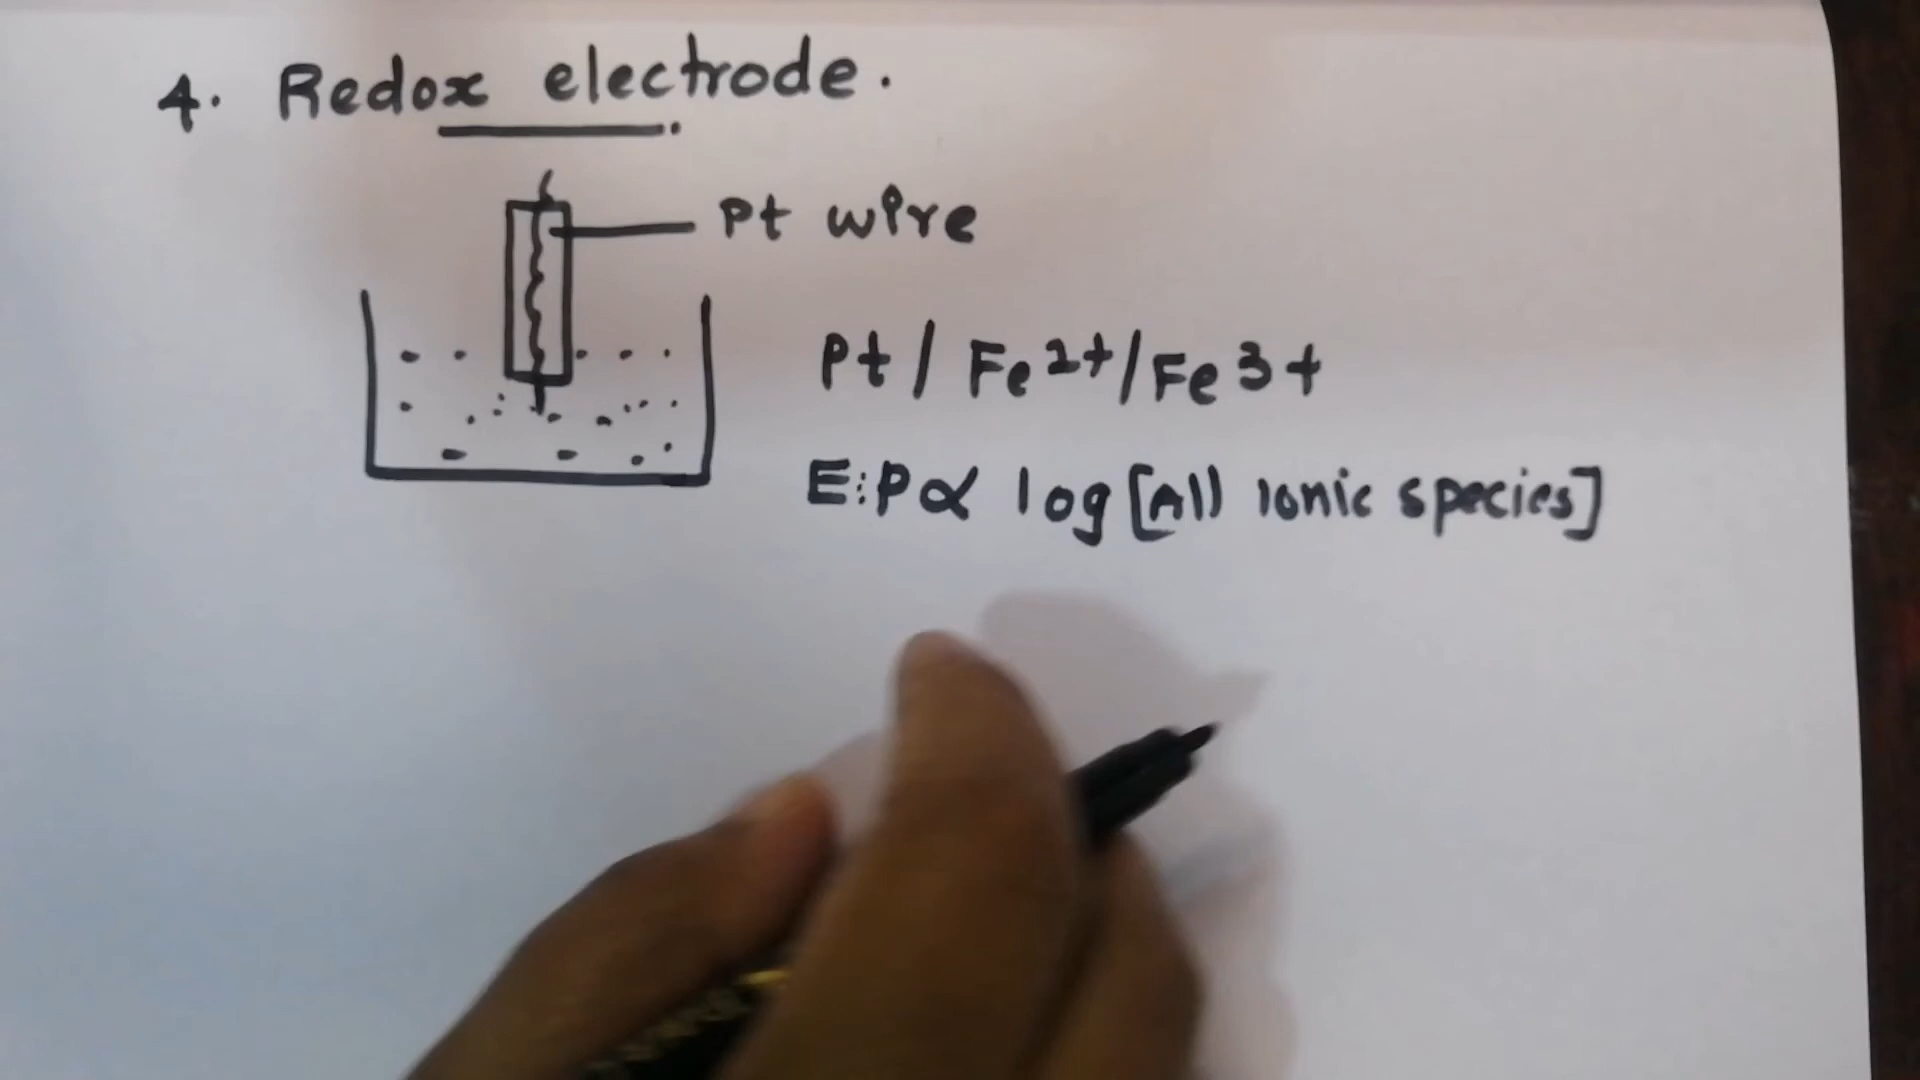 4. Redox electrode.
Pt wire
Pt / Fe2+/Fe3+
E:P∝ log [All Ionic species]